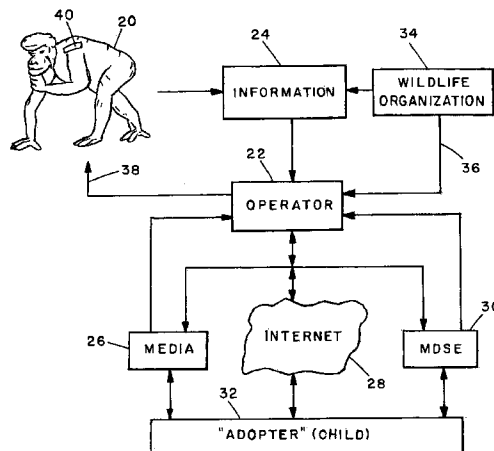 40
20
24
34
INFORMATION
WILDLIFE
ORGANIZATION
22
36
38
OPERATOR
INTERNET
30
26
MEDIA
MDSE
28
32
"ADOPTER" (CHILD)